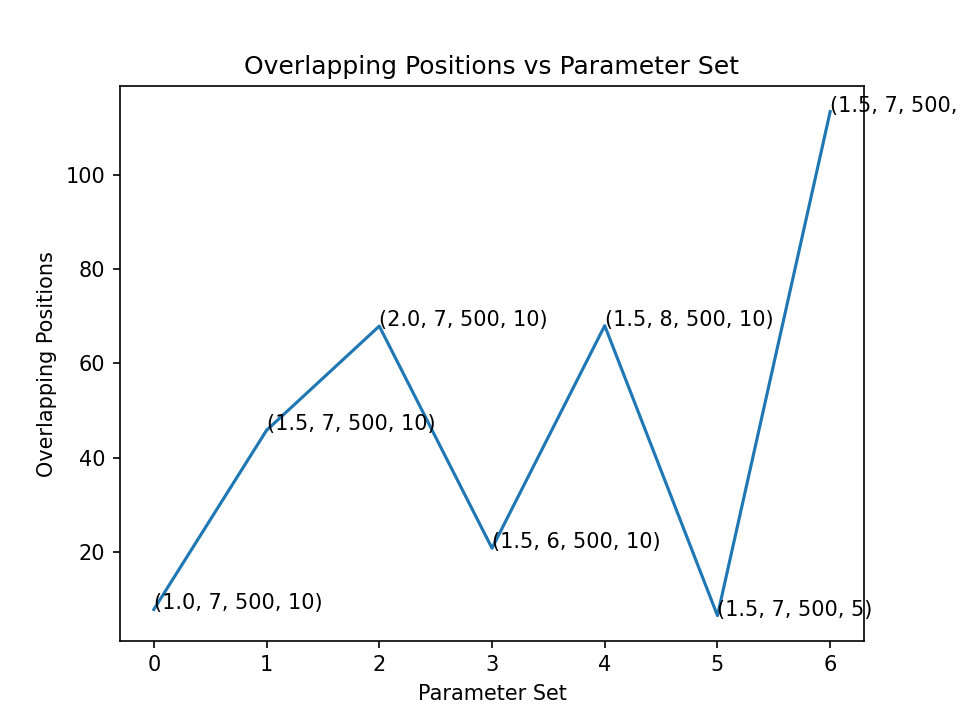 Overlapping Positions vs Parameter Set
(1.5, 7, 500,
100
80
(2.0, 7, 500, 10)
(1.5, 8, 500, 10)
60
(1.5, 7, 500, 10)
40
(1.5, 6, 500, 10)
20
(1.0, 7, 500, 10)
(1.5, 7, 500, 5)
Overlapping Positions
0 1 2 3 4 5 6
Parameter Set